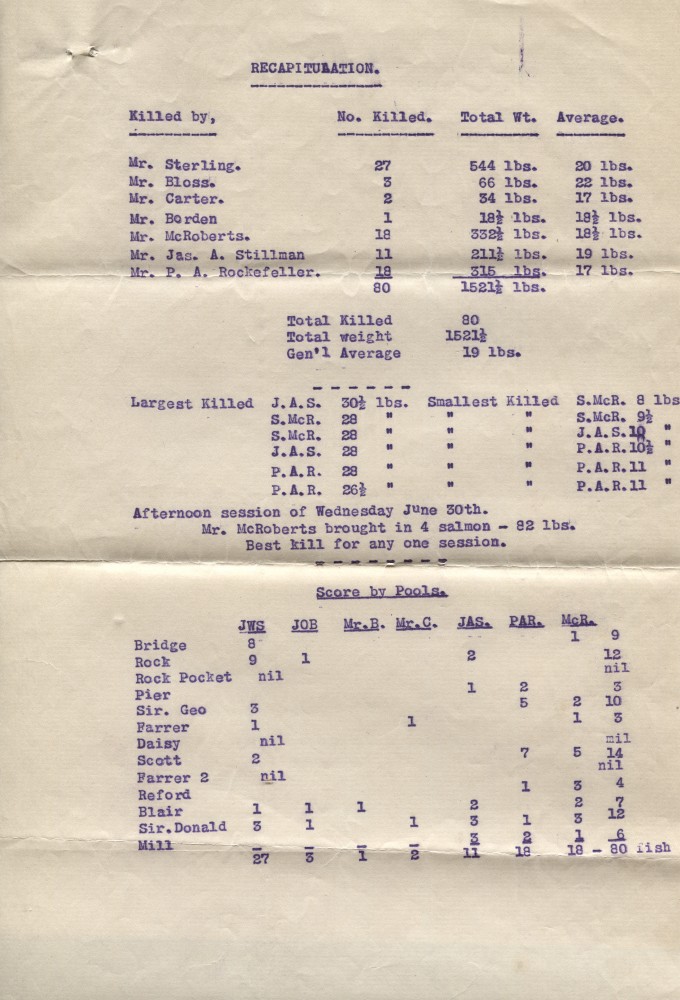 RECAPITULATION.
Killed by, No. Killed. Total Wt. Average.
Mr. Sterling. 27 544 lbs. 20 lbs.
Mr. Bloss. 3 66 lbs. 22 lbs.
Mr. Carter. 2 34 lbs. 17 lbs.
Mr. Borden 1 18½ lbs. 18½ lbs.
Mr. McRoberts. 18 332½ lbs. 18½ lbs.
Mr. Jas. A. Stillman 11 211½ lbs. 19 lbs.
Mr. P. A. Rockefeller. 18 315 lbs. 17 lbs.
80 1521½ lbs.
Total Killed 80
Total weight 1521½
Gen'l Average 19 lbs.
Largest Killed J.A.S. 30½ lbs. Smallest Killed S.McR. 8 lbs
S.McR. 28 " " " S.McR. 9½
S.McR. 28 " " " J.A.S.10 "
J.A.S. 28 " " " P.A.R.10½ "
P.A.R. 28 " " " P.A.R.11 "
P.A.R. 26½ " " " P.A.R.11 "
Afternoon session of Wednesday June 30th.
Mr. McRoberts brought in 4 salmon - 82 lbs.
Best kill for any one session.
Score by Pools.
JWS JOB Mr.B. Mr.C. JAS. PAR. McR.
Bridge 8 1 9
Rock 9 1 2 12
Rock Pocket nil nil
Pier 1 2 3
Sir. Geo 3 5 2 10
Farrer 1 1 1 3
Daisy nil nil
Scott 2 7 5 14
Farrer 2 nil nil
Reford 1 3 4
Blair 1 1 1 2 2 7
Sir.Donald 3 1 1 3 1 3 12
Mill 3 2 1 6
27 3 1 2 11 18 18 - 80 fish